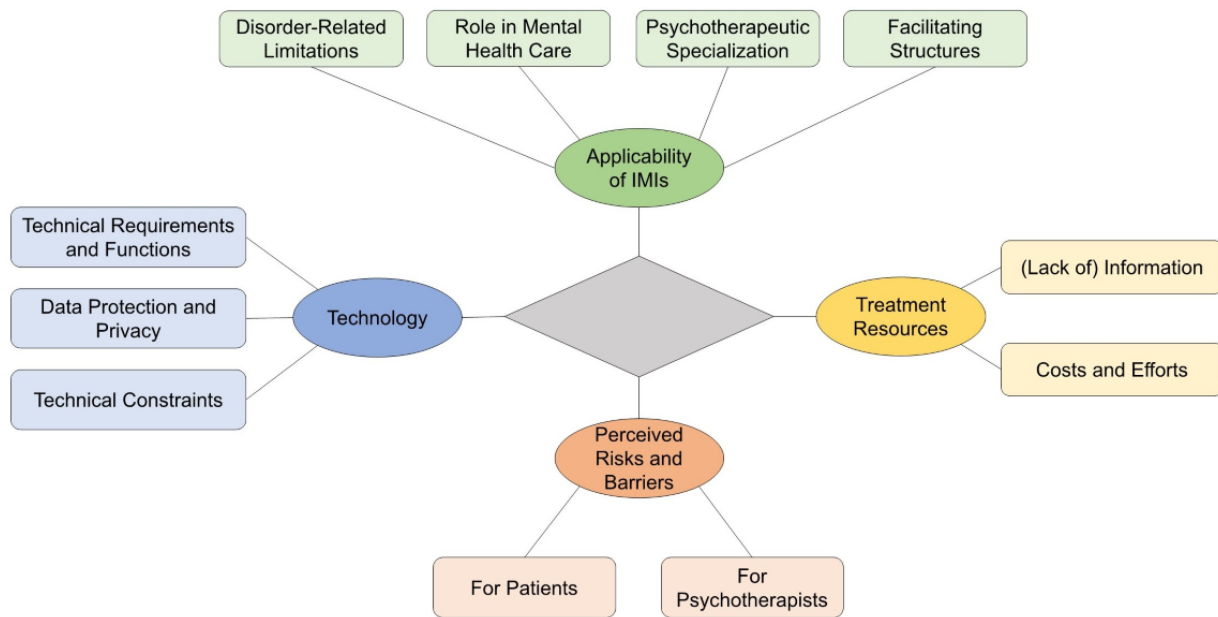 Disorder-Related
Limitations
Role in Mental
Health Care
Psychotherapeutic
Specialization
Facilitating
Structures
Applicability
of IMIs
Technical Requirements
and Functions
Data Protection and
Privacy
Technical Constraints
Technology
Treatment
Resources
(Lack of) Information
Costs and Efforts
Perceived
Risks and
Barriers
For Patients
For
Psychotherapists